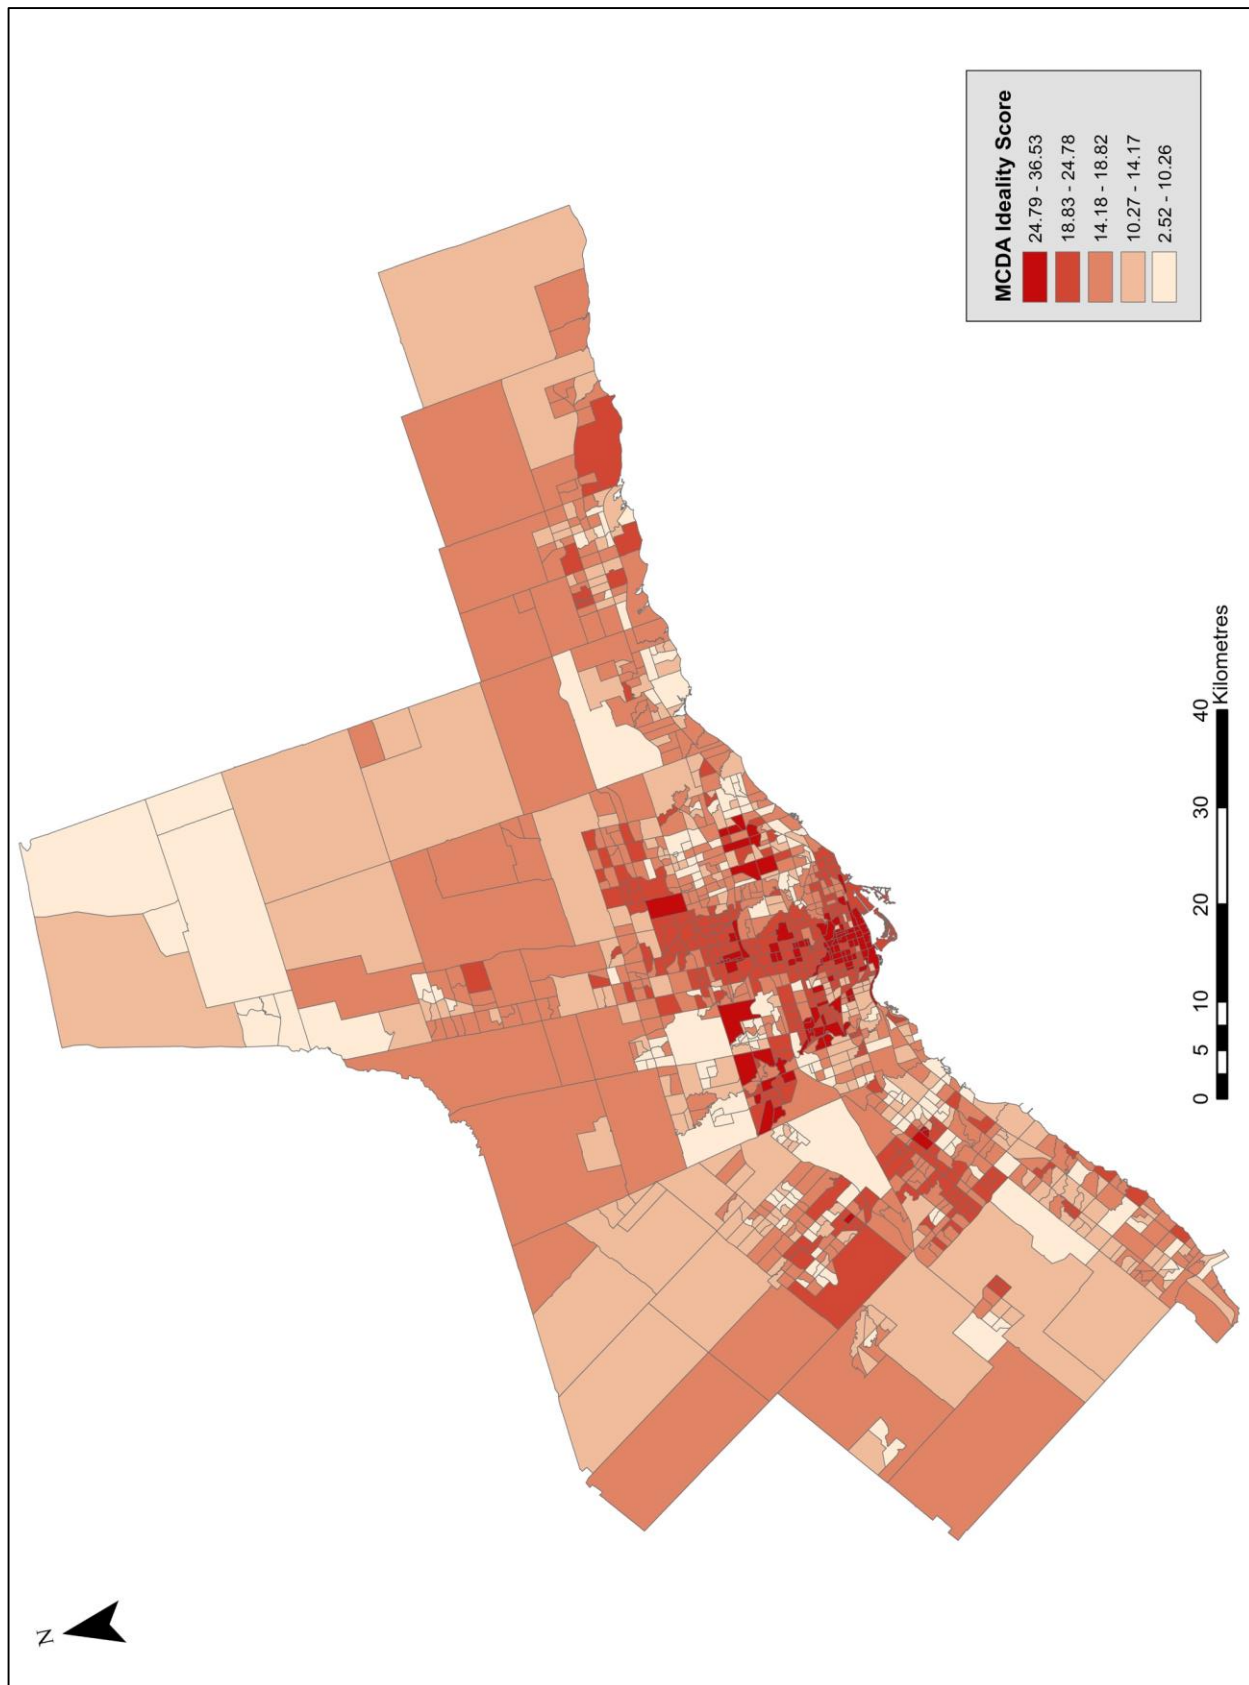 N
MCDA Ideality Score
24.79 - 36.53
18.83 - 24.78
14.18 - 18.82
10.27 - 14.17
2.52 - 10.26
0 5 10 20 30 40
Kilometres